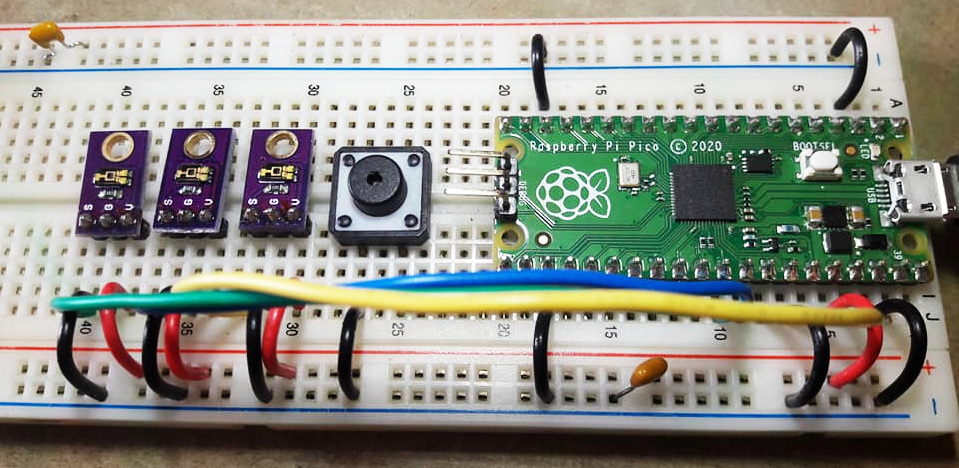 +
−
45 40 35 30 25 20 15 10 5 1
A
Raspberry Pi Pico © 2020
BOOTSEL
LED
USB
DEBUG
S G V
S G V
S G V
39
I
J
40 35 30 25 20 15 10 5
+
−